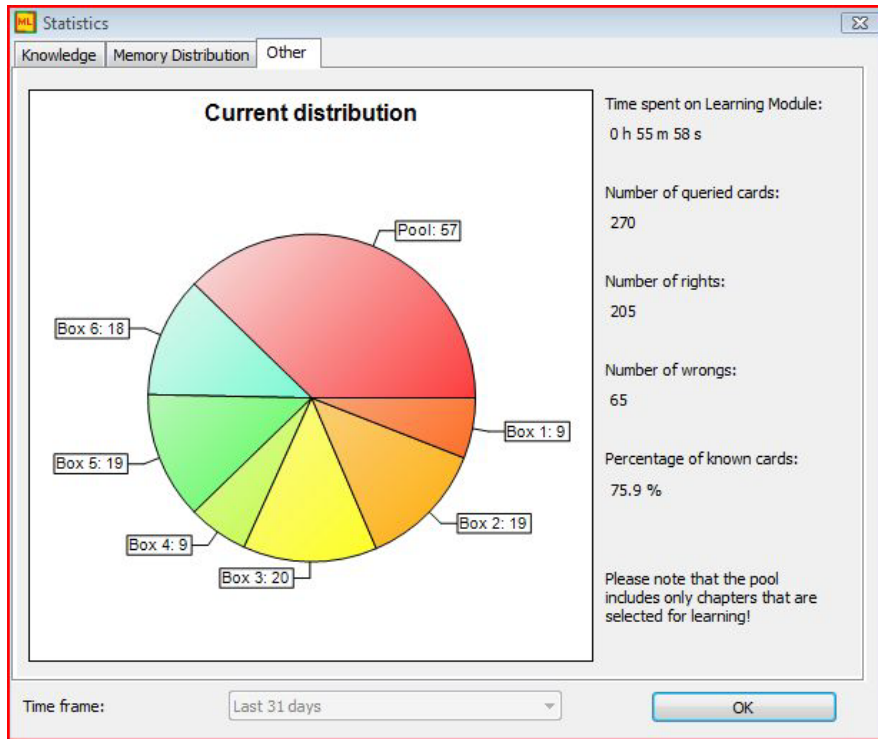 ML Statistics
Knowledge Memory Distribution Other
Current distribution
Pool: 57
Box 6: 18
Box 1: 9
Box 5: 19
Box 2: 19
Box 4: 9
Box 3: 20
Time spent on Learning Module:
0 h 55 m 58 s
Number of queried cards:
270
Number of rights:
205
Number of wrongs:
65
Percentage of known cards:
75.9 %
Please note that the pool
includes only chapters that are
selected for learning!
Time frame: Last 31 days OK